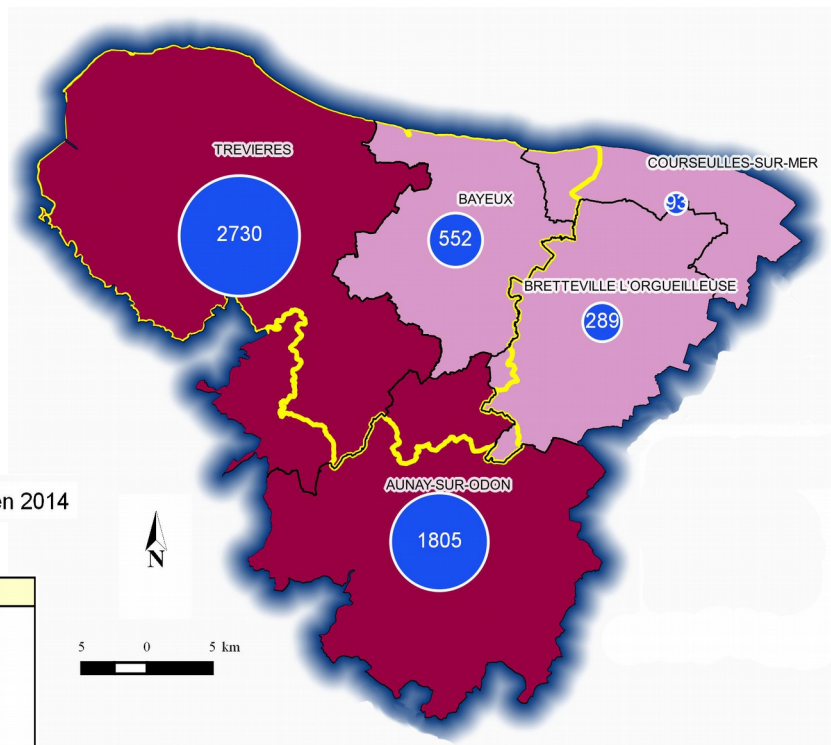 TREVIERES
2730
BAYEUX
552
COURSEULLES-SUR-MER
93
BRETTEVILLE L'ORGUEILLEUSE
289
AUNAY-SUR-ODON
1805
en 2014
N
5 0 5 km